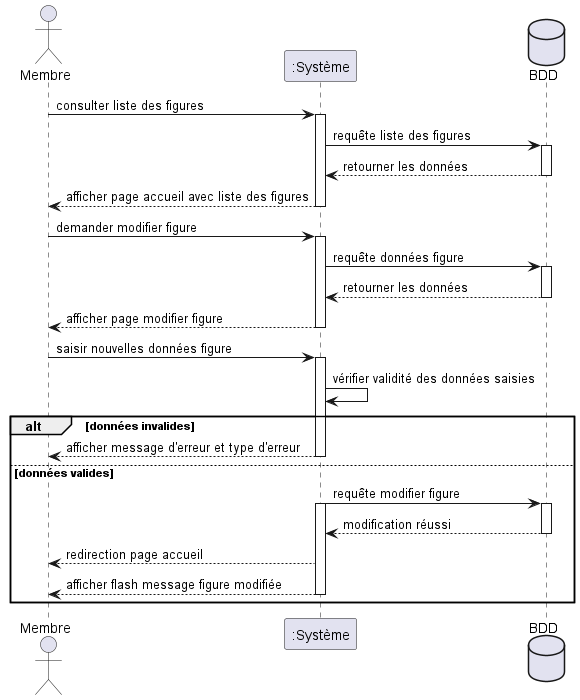 Membre
:Système
BDD
consulter liste des figures
requête liste des figures
retourner les données
afficher page accueil avec liste des figures
demander modifier figure
requête données figure
retourner les données
afficher page modifier figure
saisir nouvelles données figure
vérifier validité des données saisies
alt [données invalides]
afficher message d'erreur et type d'erreur
[données valides]
requête modifier figure
modification réussi
redirection page accueil
afficher flash message figure modifiée
Membre
:Système
BDD